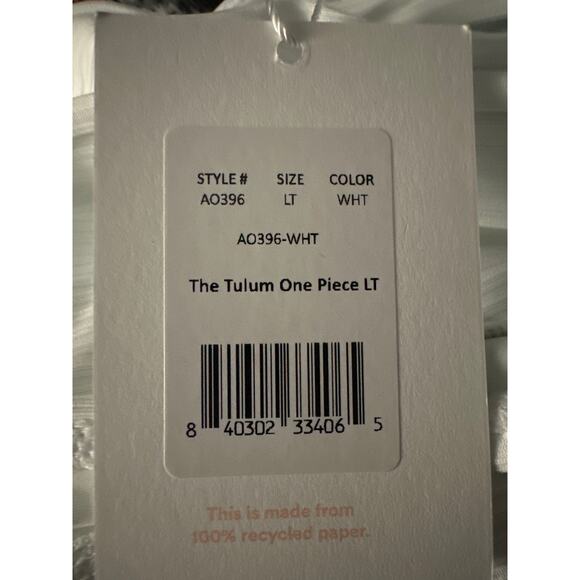 STYLE # SIZE COLOR
AO396 LT WHT
AO396-WHT
The Tulum One Piece LT
8 40302 33406 5
This is made from
100% recycled paper.